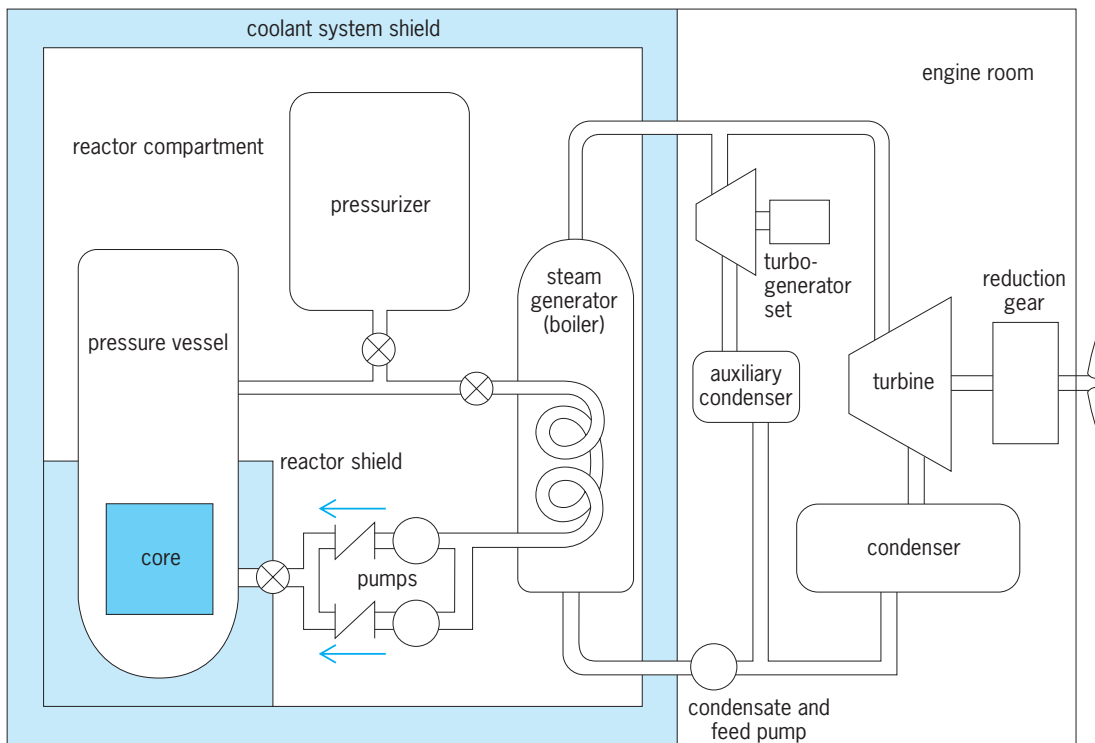 coolant system shield
engine room
reactor compartment
pressurizer
steam
generator
(boiler)
turbo-
generator
set
reduction
gear
pressure vessel
auxiliary
condenser
turbine
reactor shield
core
pumps
condenser
condensate and
feed pump